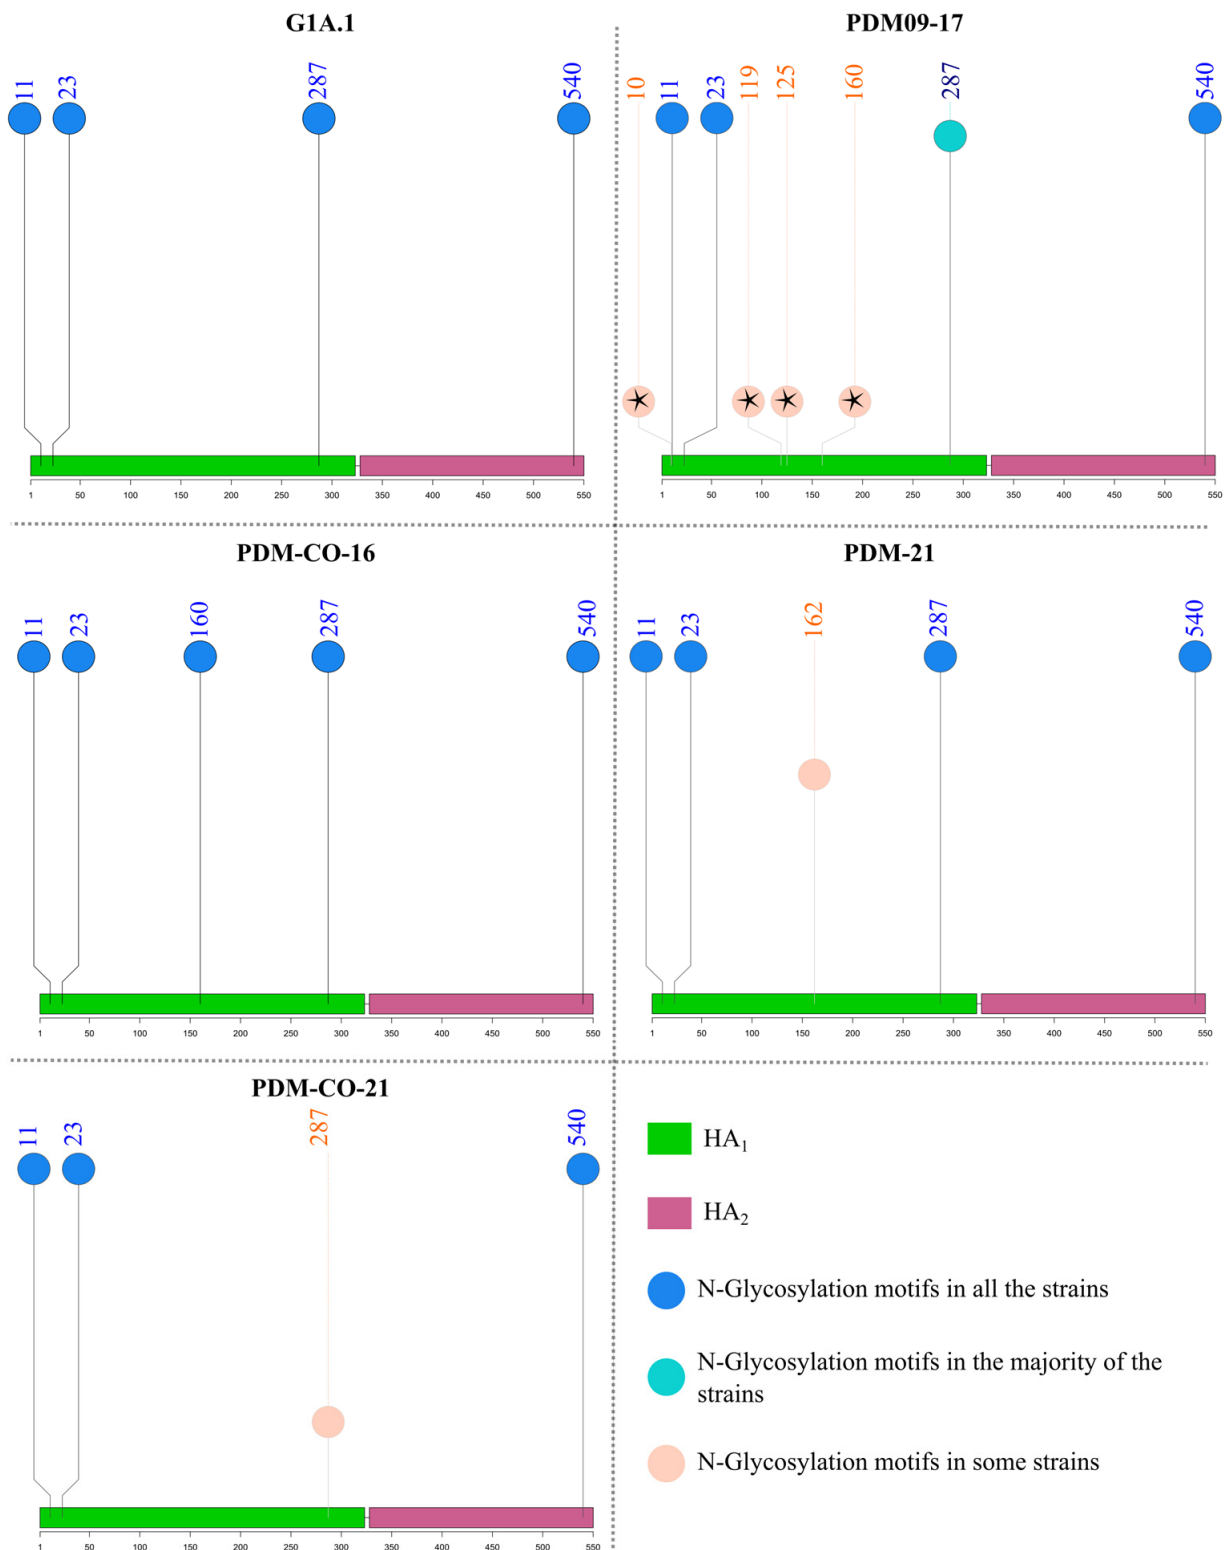 G1A.1
11 23 287 540
1 50 100 150 200 250 300 350 400 450 500 550
PDM09-17
10 11 23 119 125 160 287 540
1 50 100 150 200 250 300 350 400 450 500 550
PDM-CO-16
11 23 160 287 540
1 50 100 150 200 250 300 350 400 450 500 550
PDM-21
11 23 162 287 540
1 50 100 150 200 250 300 350 400 450 500 550
PDM-CO-21
11 23 287 540
1 50 100 150 200 250 300 350 400 450 500 550
HA₁
HA₂
N-Glycosylation motifs in all the strains
N-Glycosylation motifs in the majority of the
strains
N-Glycosylation motifs in some strains